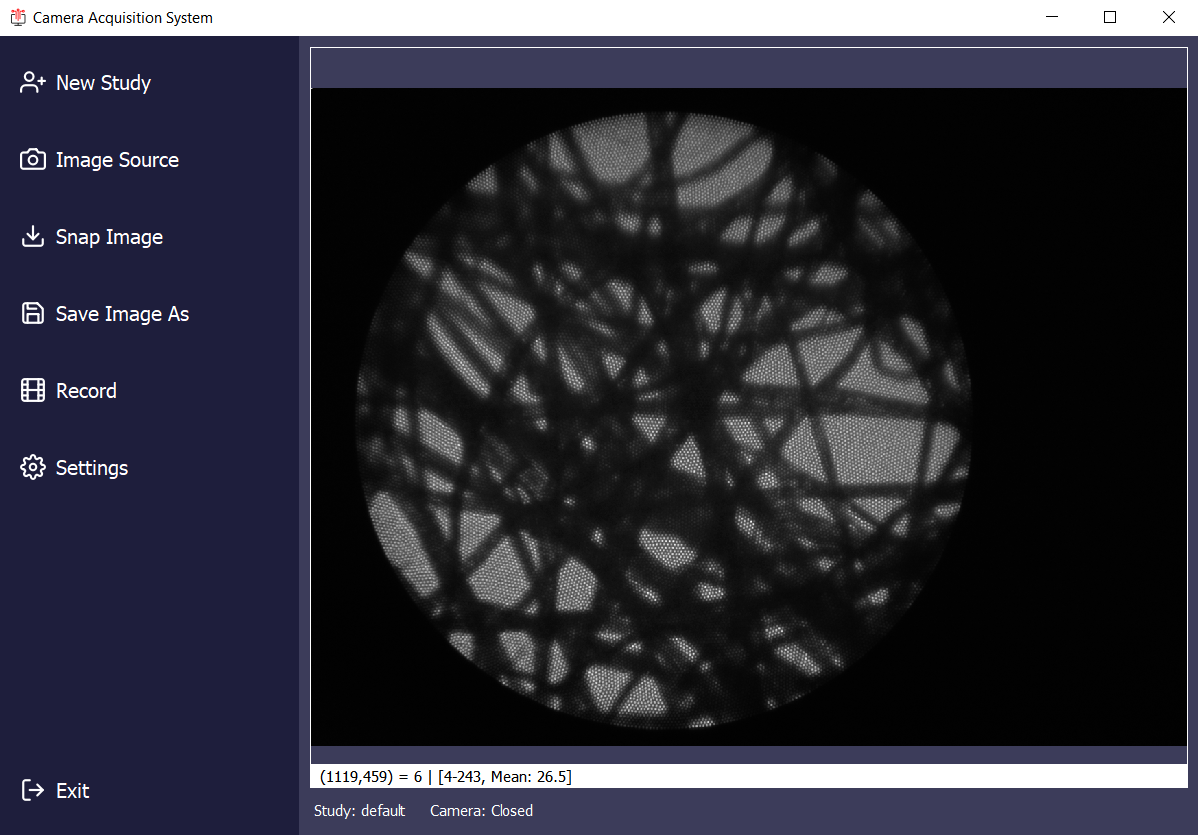 Camera Acquisition System
New Study
Image Source
Snap Image
Save Image As
Record
Settings
Exit
(1119,459) = 6 | [4-243, Mean: 26.5]
Study: default Camera: Closed